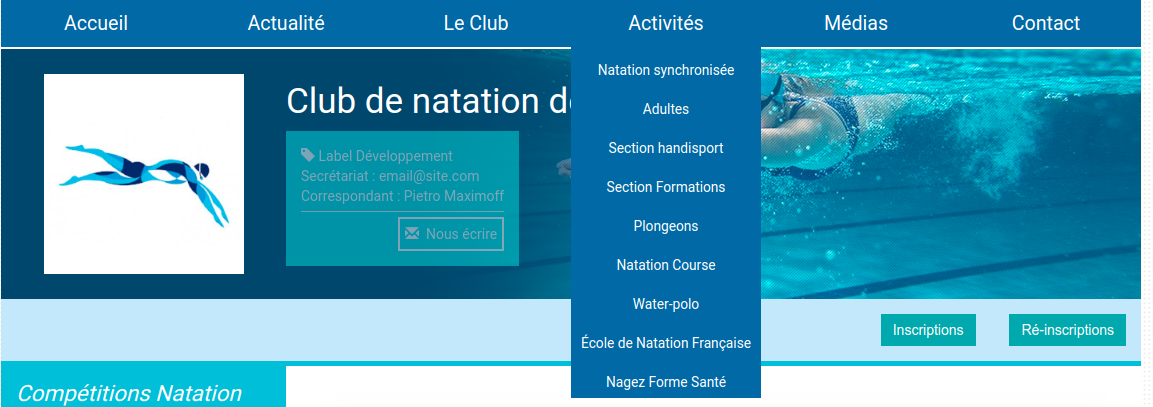 Accueil
Actualité
Le Club
Activités
Médias
Contact
Club de natation d
Label Développement
Secrétariat : email@site.com
Correspondant : Pietro Maximoff
Nous écrire
Natation synchronisée
Adultes
Section handisport
Section Formations
Plongeons
Natation Course
Water-polo
École de Natation Française
Nagez Forme Santé
Inscriptions
Ré-inscriptions
Compétitions Natation